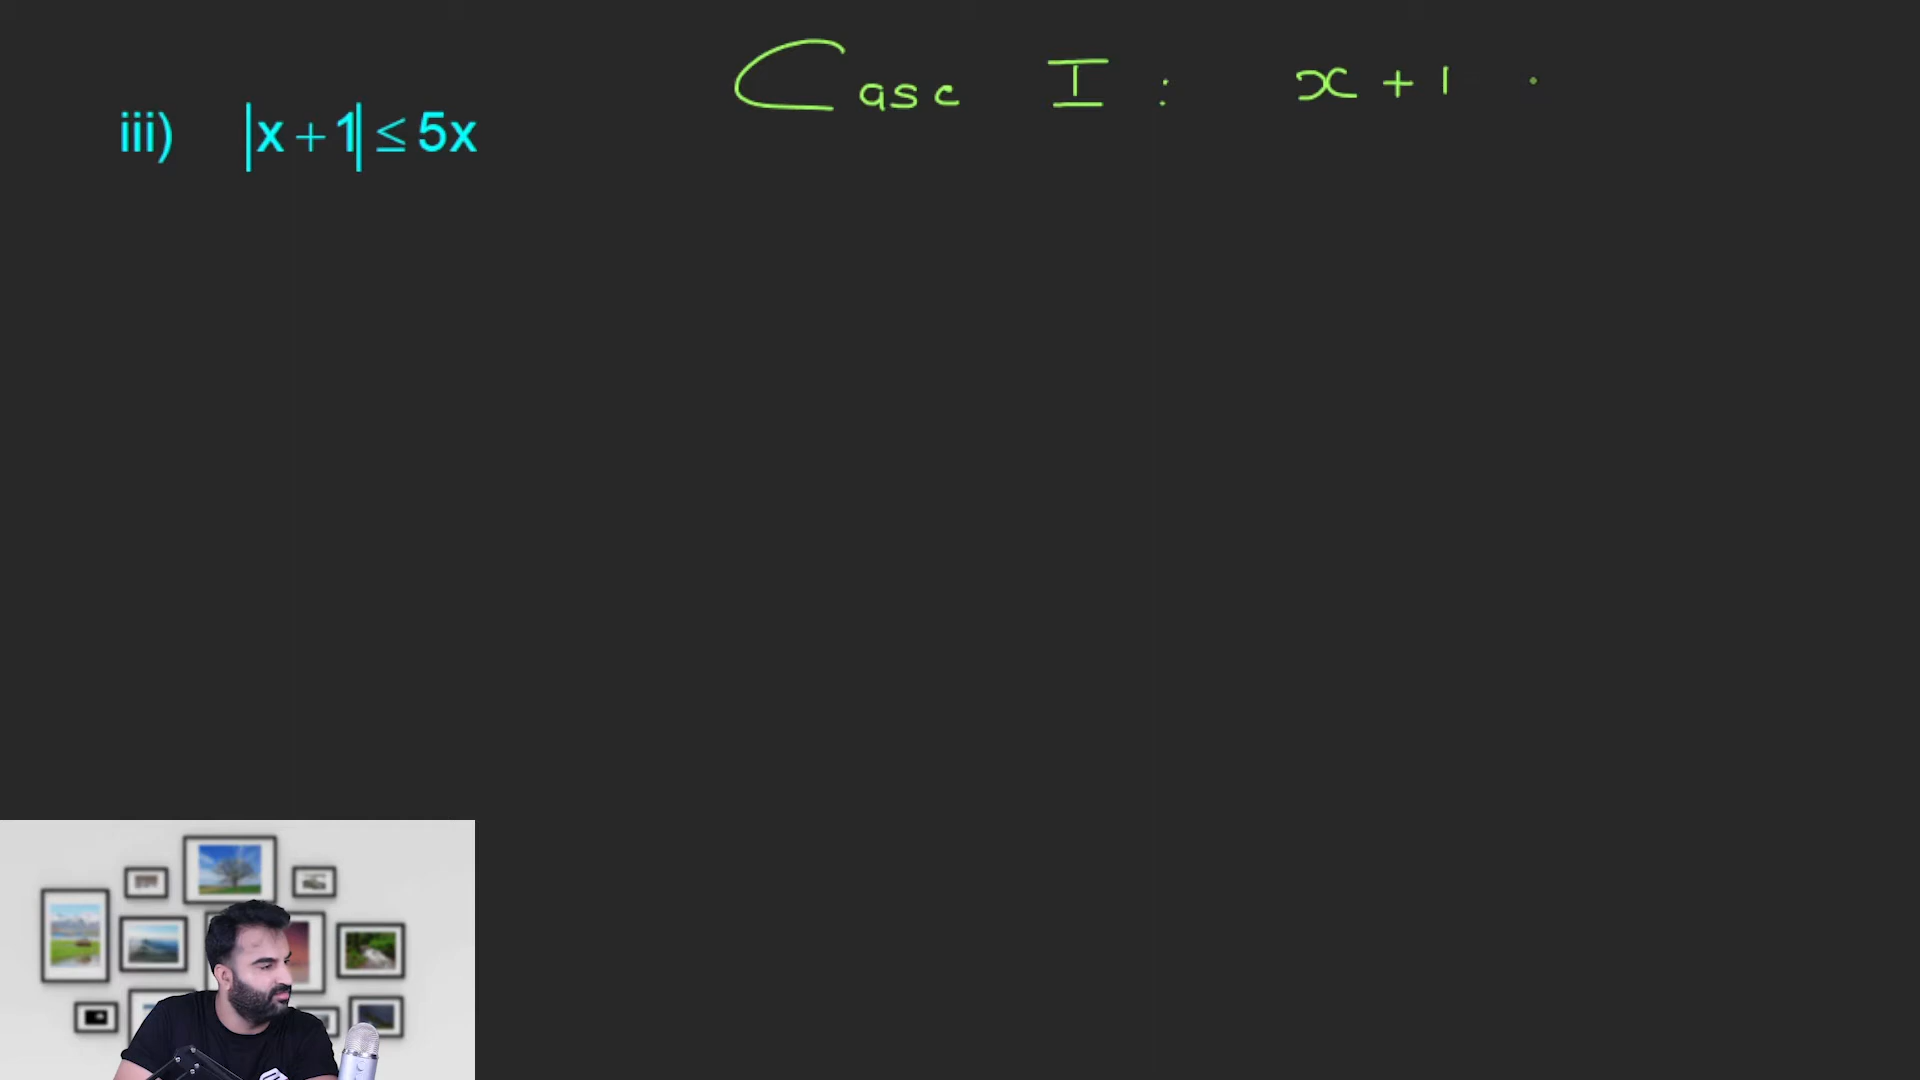 Case I : x + 1
iii) |x + 1| ≤ 5x